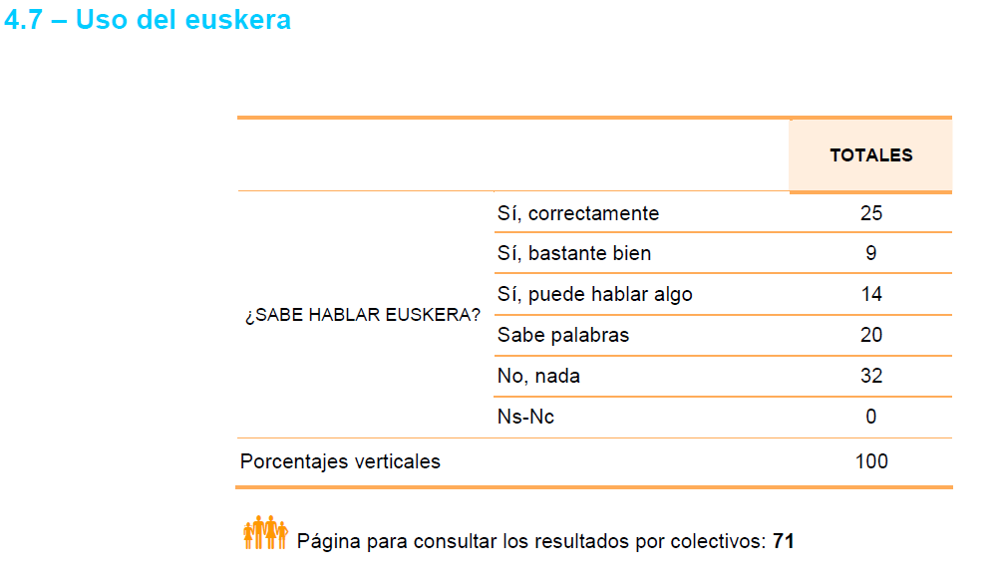 4.7 – Uso del euskera
TOTALES
¿SABE HABLAR EUSKERA?
Sí, correctamente 25
Sí, bastante bien 9
Sí, puede hablar algo 14
Sabe palabras 20
No, nada 32
Ns-Nc 0
Porcentajes verticales 100
Página para consultar los resultados por colectivos: 71